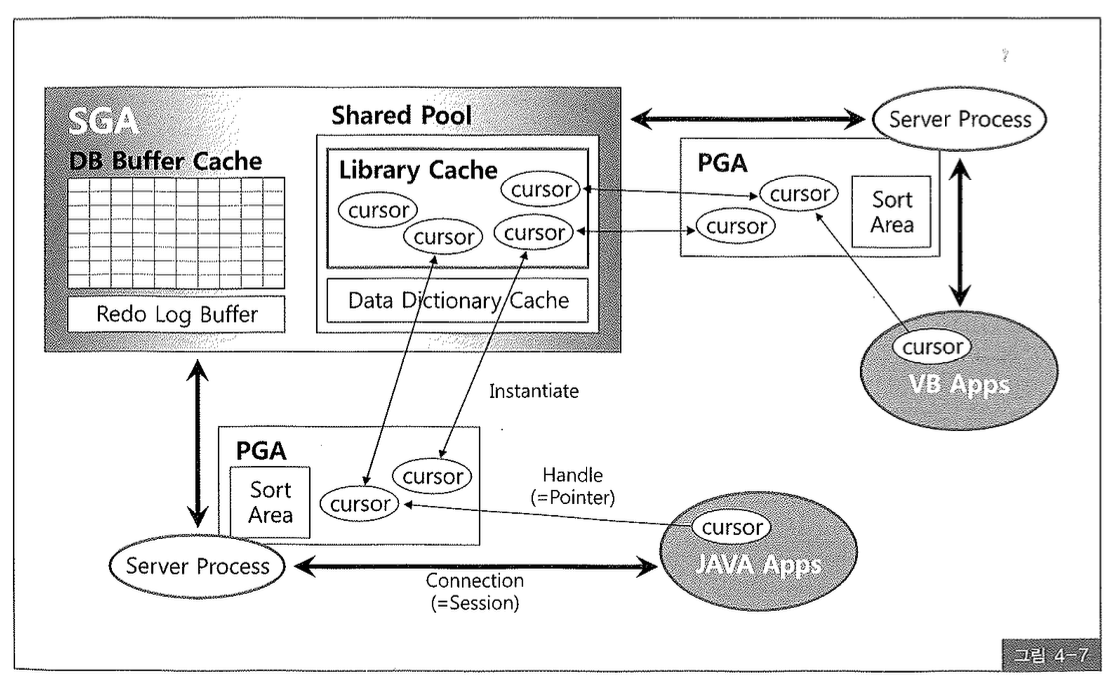 SGA
DB Buffer Cache
Redo Log Buffer
Shared Pool
Library Cache
cursor
cursor
cursor
cursor
Data Dictionary Cache
Server Process
PGA
cursor
cursor
Sort
Area
cursor
VB Apps
Instantiate
PGA
Sort
Area
cursor
cursor
Handle
(=Pointer)
cursor
JAVA Apps
Server Process
Connection
(=Session)
그림 4-7